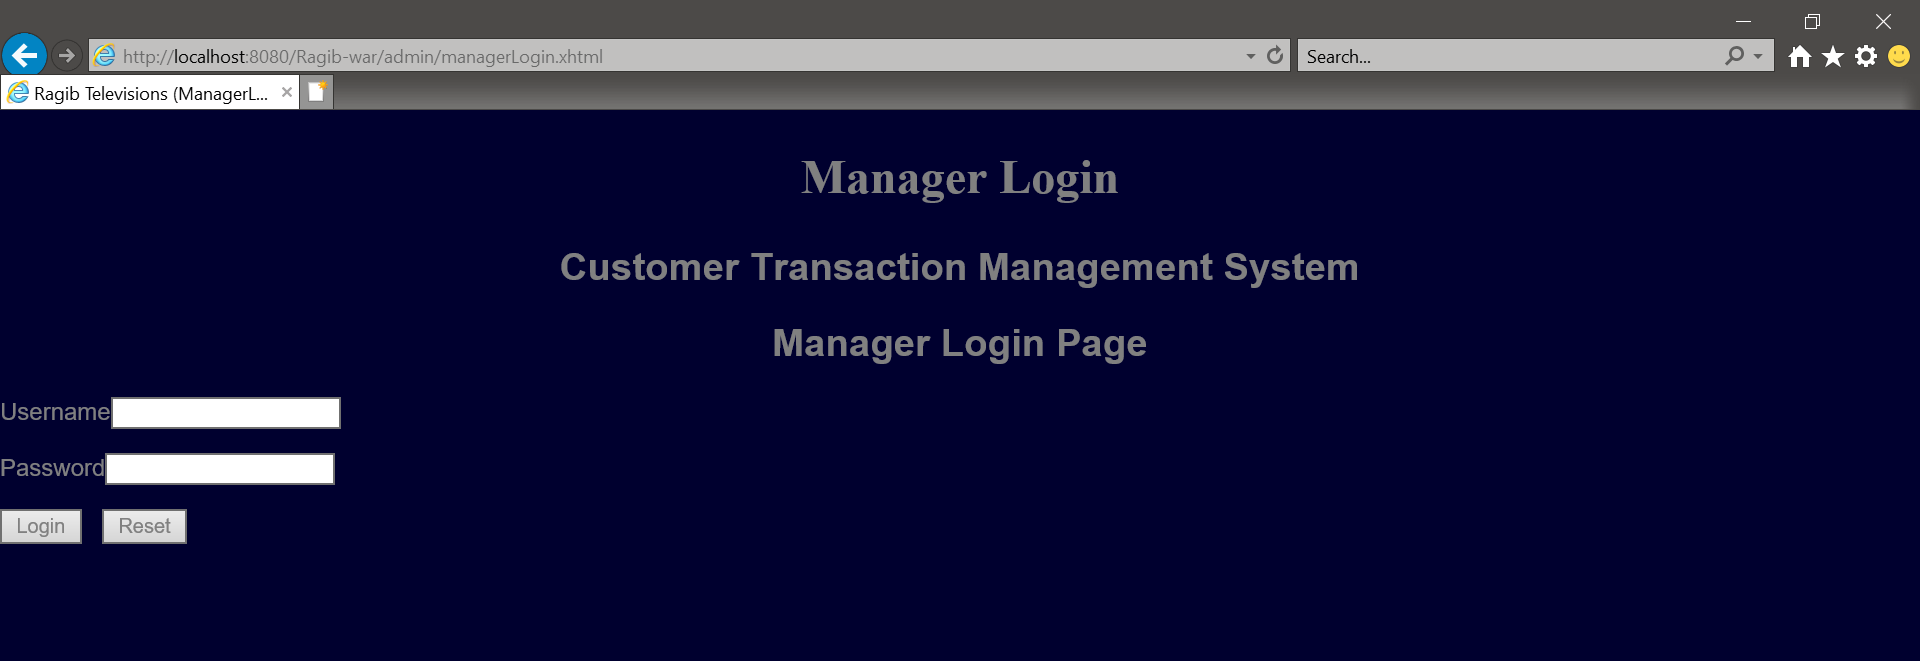 http://localhost:8080/Ragib-war/admin/managerLogin.xhtml
Search...
Ragib Televisions (ManagerL...
Manager Login
Customer Transaction Management System
Manager Login Page
Username
Password
Login Reset